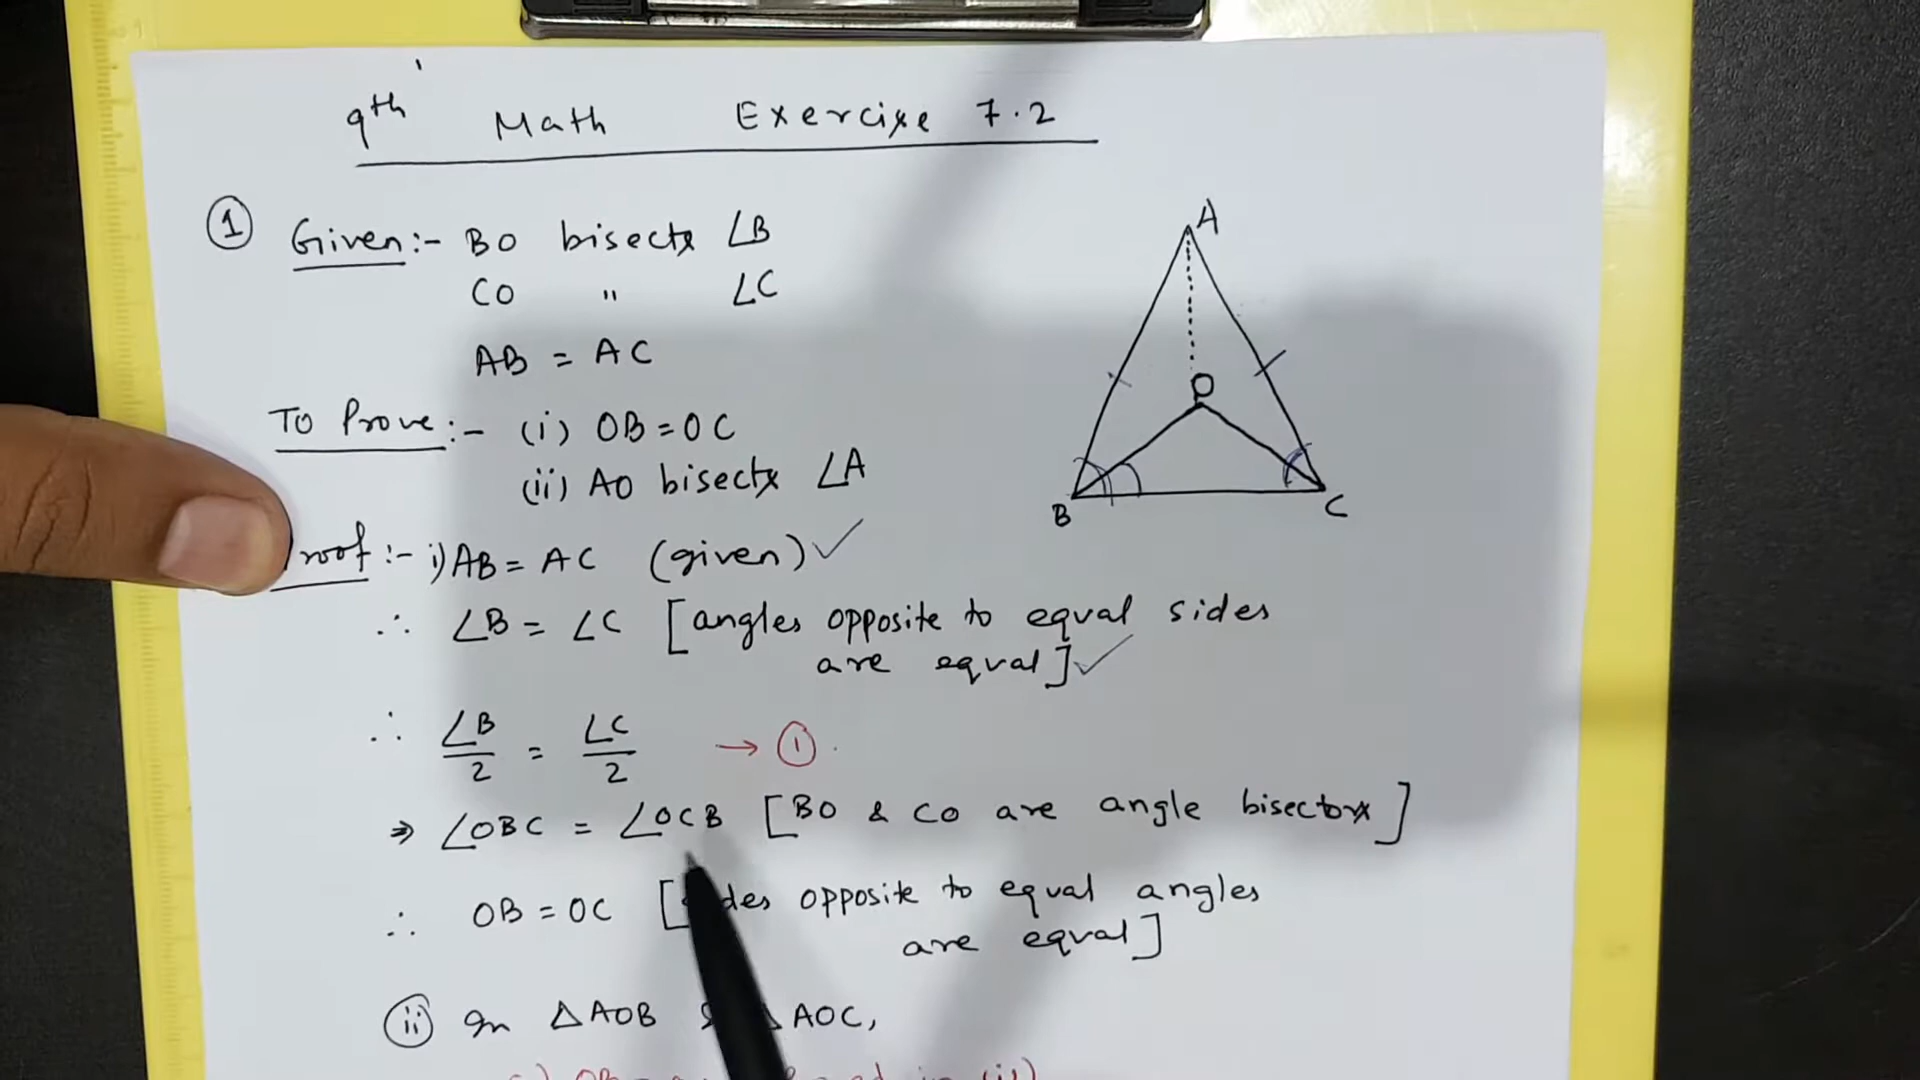 9th Math Exercise 7.2
① Given:- BO bisects ∠B
CO " ∠C
AB = AC
To Prove:- (i) OB = OC
(ii) AO bisects ∠A
A
O
B
C
roof:- i) AB = AC (given) ✓
∴ ∠B = ∠C [angles opposite to equal sides
are equal] ✓
∴ ∠B/2 = ∠C/2 → ①
⇒ ∠OBC = ∠OCB [BO & CO are angle bisectors]
∴ OB = OC [des opposite to equal angles
are equal]
(ii) In △AOB AOC,